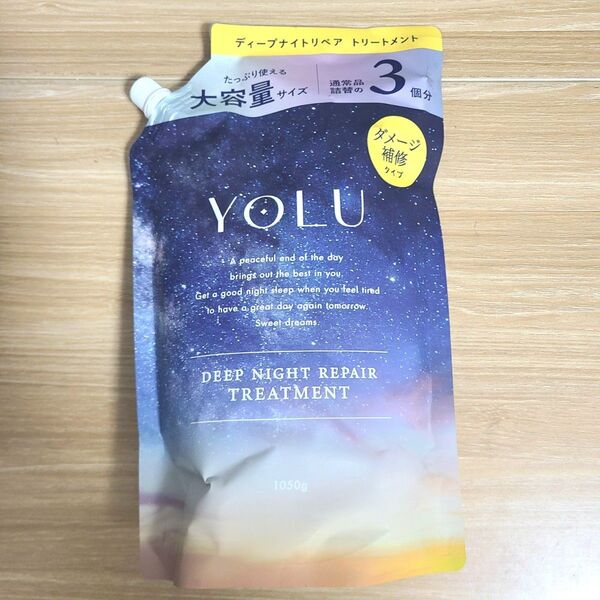 ディープナイトリペア トリートメント
たっぷり使える
大容量サイズ
通常品
詰替の
3個分
ダメージ
補修
タイプ
YOLU
A peaceful end of the day
brings out the best in you.
Get a good night sleep when you feel tired
to have a great day again tomorrow.
Sweet dreams.
DEEP NIGHT REPAIR
TREATMENT
1050g